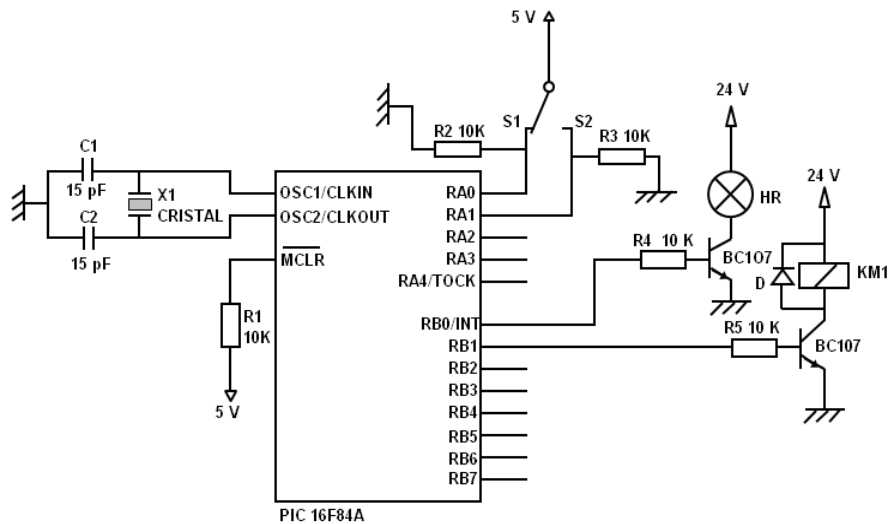 5 V
24 V
S1
S2
R2 10K
R3 10K
C1
15 pF
X1
CRISTAL
C2
15 pF
OSC1/CLKIN
OSC2/CLKOUT
MCLR
RA0
RA1
RA2
RA3
RA4/TOCK
RB0/INT
RB1
RB2
RB3
RB4
RB5
RB6
RB7
HR
24 V
R4 10 K
BC107
D
KM1
R1
10K
R5 10 K
BC107
5 V
PIC 16F84A